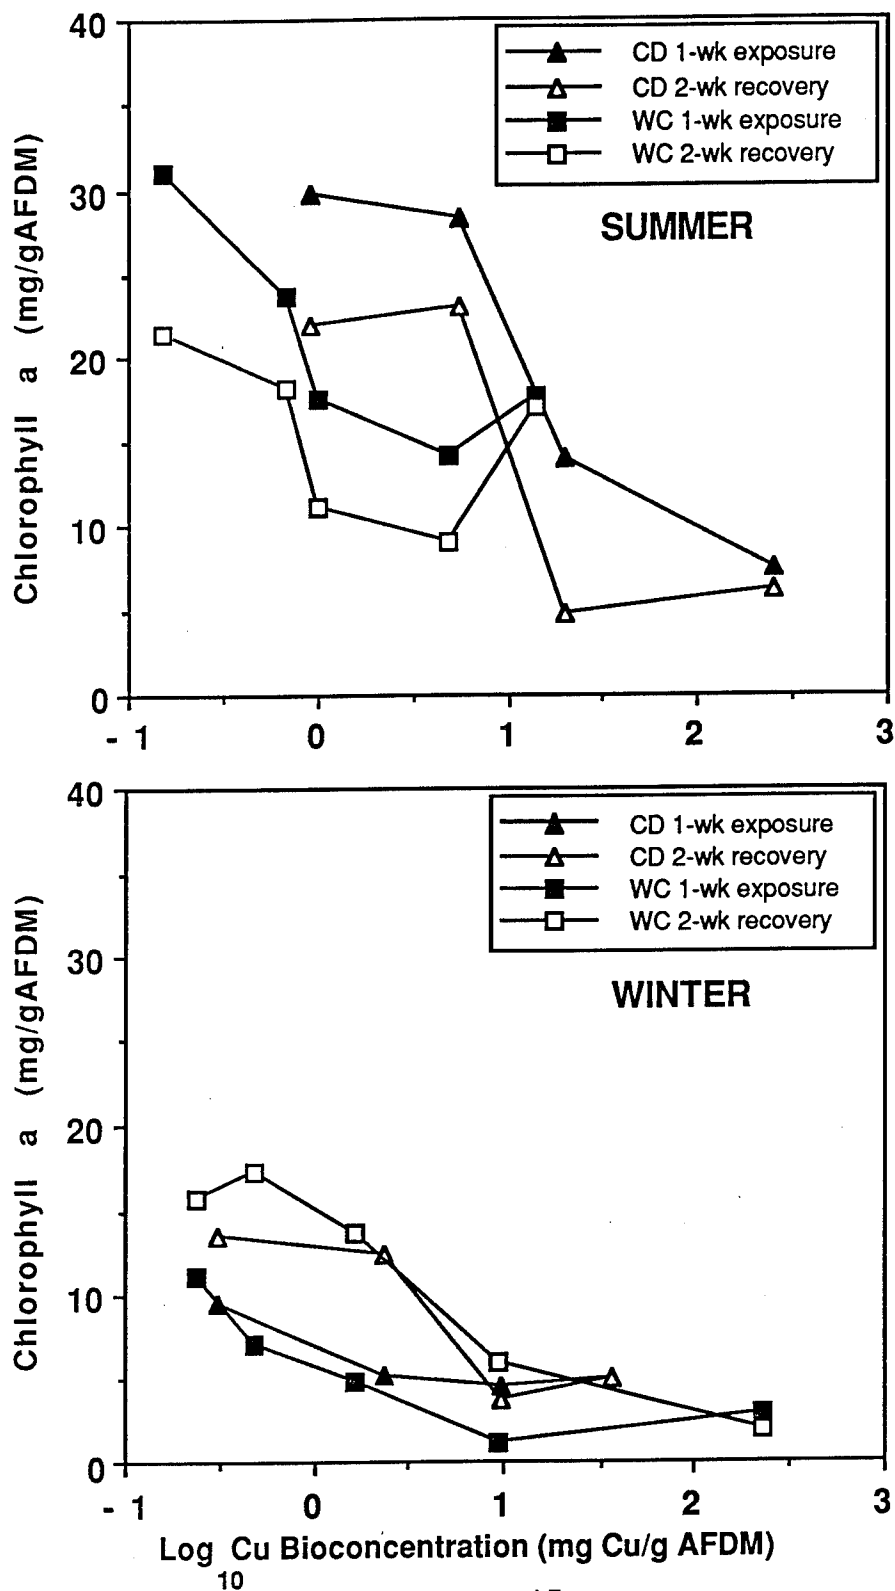 40
30
20
10
0
Chlorophyll a (mg/gAFDM)
CD 1-wk exposure
CD 2-wk recovery
WC 1-wk exposure
WC 2-wk recovery
SUMMER
- 1 0 1 2 3
40
30
20
10
0
Chlorophyll a (mg/gAFDM)
CD 1-wk exposure
CD 2-wk recovery
WC 1-wk exposure
WC 2-wk recovery
WINTER
- 1 0 1 2 3
Log Cu Bioconcentration (mg Cu/g AFDM)
10